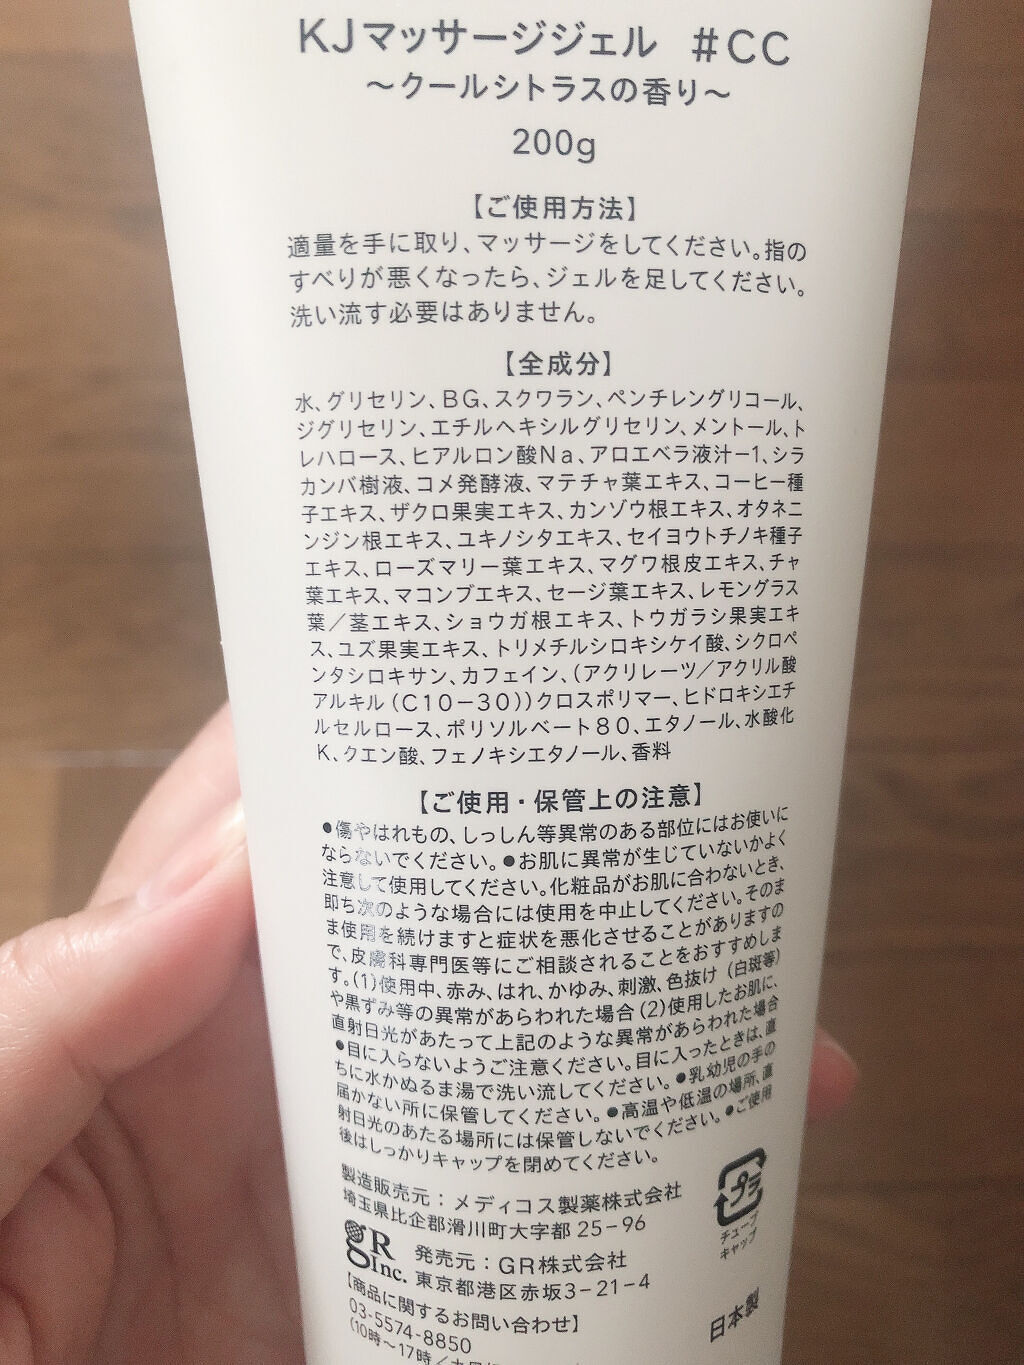 KJマッサージジェル #CC
～クールシトラスの香り～
200g
【ご使用方法】
適量を手に取り、マッサージをしてください。指の
すべりが悪くなったら、ジェルを足してください。
洗い流す必要はありません。
【全成分】
水、グリセリン、BG、スクワラン、ペンチレングリコール、
ジグリセリン、エチルヘキシルグリセリン、メントール、ト
レハロース、ヒアルロン酸Na、アロエベラ液汁-1、シラ
カンバ樹液、コメ発酵液、マテチャ葉エキス、コーヒー種
子エキス、ザクロ果実エキス、カンゾウ根エキス、オタネニ
ンジン根エキス、ユキノシタエキス、セイヨウトチノキ種子
エキス、ローズマリー葉エキス、マグワ根皮エキス、チャ
葉エキス、マコンブエキス、セージ葉エキス、レモングラス
葉/茎エキス、ショウガ根エキス、トウガラシ果実エキ
ス、ユズ果実エキス、トリメチルシロキシケイ酸、シクロペ
ンタシロキサン、カフェイン、(アクリレーツ/アクリル酸
アルキル(C10-30))クロスポリマー、ヒドロキシエチ
ルセルロース、ポリソルベート80、エタノール、水酸化
K、クエン酸、フェノキシエタノール、香料
【ご使用・保管上の注意】
●傷やはれもの、しっしん等異常のある部位にはお使いに
ならないでください。●お肌に異常が生じていないかよく
注意して使用してください。化粧品がお肌に合わないとき、
即ち次のような場合には使用を中止してください。そのま
ま使用を続けますと症状を悪化させることがありますの
で、皮膚科専門医等にご相談されることをおすすめしま
す。(1)使用中、赤み、はれ、かゆみ、刺激、色抜け(白斑等)
や黒ずみ等の異常があらわれた場合(2)使用したお肌に、
直射日光があたって上記のような異常があらわれた場合
●目に入らないようご注意ください。目に入ったときは、直
ちに水かぬるま湯で洗い流してください。●乳幼児の手の
届かない所に保管してください。●高温や低温の場所、直
射日光のあたる場所には保管しないでください。●ご使用
後はしっかりキャップを閉めてください。
製造販売元：メディコス製薬株式会社
埼玉県比企郡滑川町大字都25-96
gR Inc.
発売元：GR株式会社
東京都港区赤坂3-21-4
【商品に関するお問い合わせ】
03-5574-8850
(10時～17時/
プラ
チューブ
キャップ
日本製